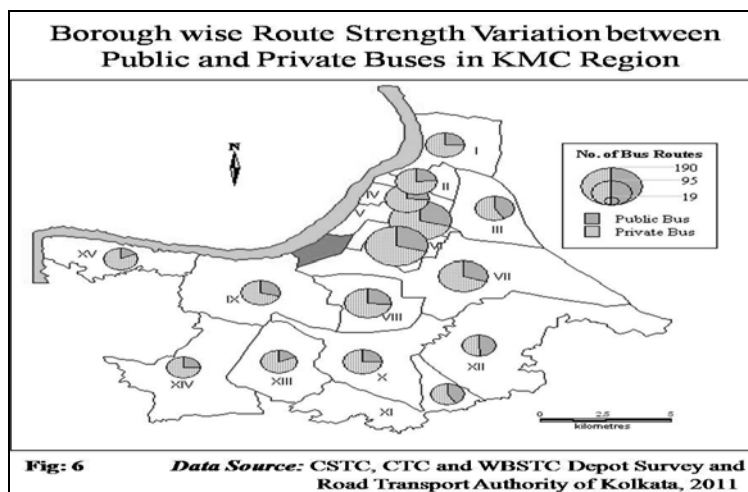 Borough wise Route Strength Variation between
Public and Private Buses in KMC Region
N
I
II
IV
V
III
VI
VII
XV
IX
VIII
XII
XIV
XIII
X
XI
No. of Bus Routes
190
95
19
Public Bus
Private Bus
0 2.5 5
kilometres
Fig: 6 Data Source: CSTC, CTC and WBSTC Depot Survey and
Road Transport Authority of Kolkata, 2011